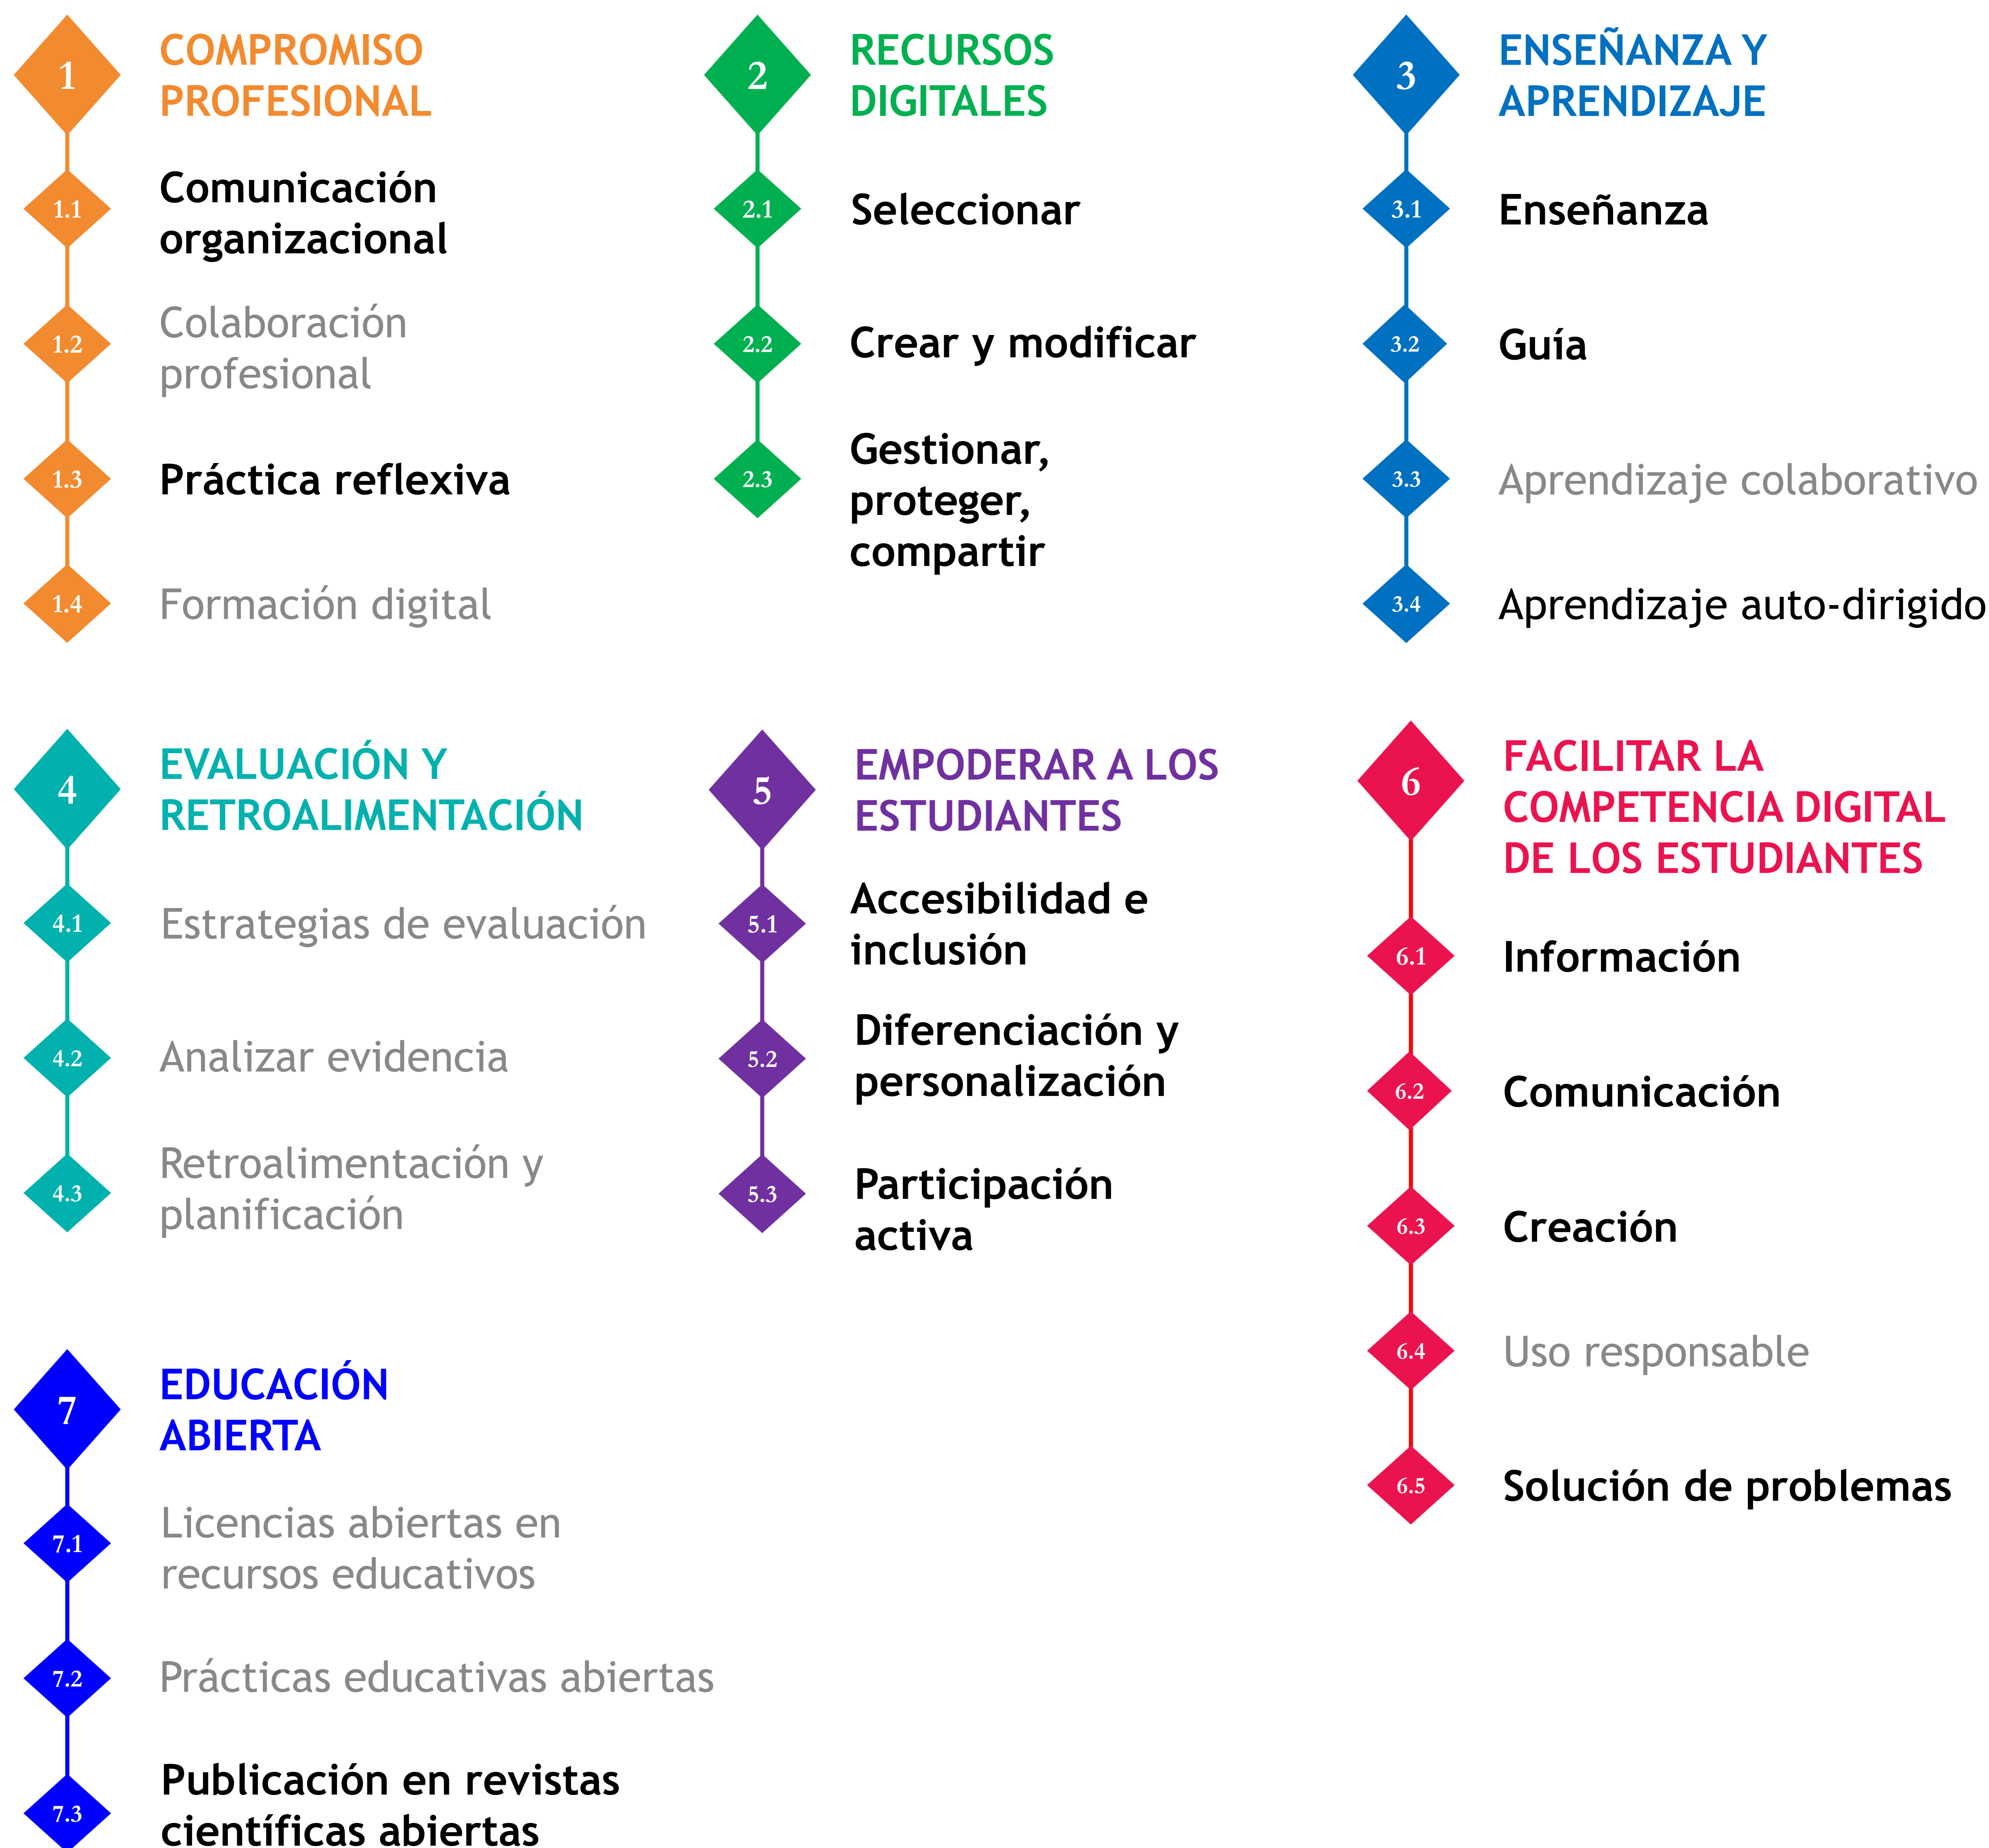 1
COMPROMISO
PROFESIONAL
1.1
Comunicación
organizacional
1.2
Colaboración
profesional
1.3
Práctica reflexiva
1.4
Formación digital
2
RECURSOS
DIGITALES
2.1
Seleccionar
2.2
Crear y modificar
2.3
Gestionar,
proteger,
compartir
3
ENSEÑANZA Y
APRENDIZAJE
3.1
Enseñanza
3.2
Guía
3.3
Aprendizaje colaborativo
3.4
Aprendizaje auto-dirigido
4
EVALUACIÓN Y
RETROALIMENTACIÓN
4.1
Estrategias de evaluación
4.2
Analizar evidencia
4.3
Retroalimentación y
planificación
5
EMPODERAR A LOS
ESTUDIANTES
5.1
Accesibilidad e
inclusión
5.2
Diferenciación y
personalización
5.3
Participación
activa
6
FACILITAR LA
COMPETENCIA DIGITAL
DE LOS ESTUDIANTES
6.1
Información
6.2
Comunicación
6.3
Creación
6.4
Uso responsable
6.5
Solución de problemas
7
EDUCACIÓN
ABIERTA
7.1
Licencias abiertas en
recursos educativos
7.2
Prácticas educativas abiertas
7.3
Publicación en revistas
científicas abiertas